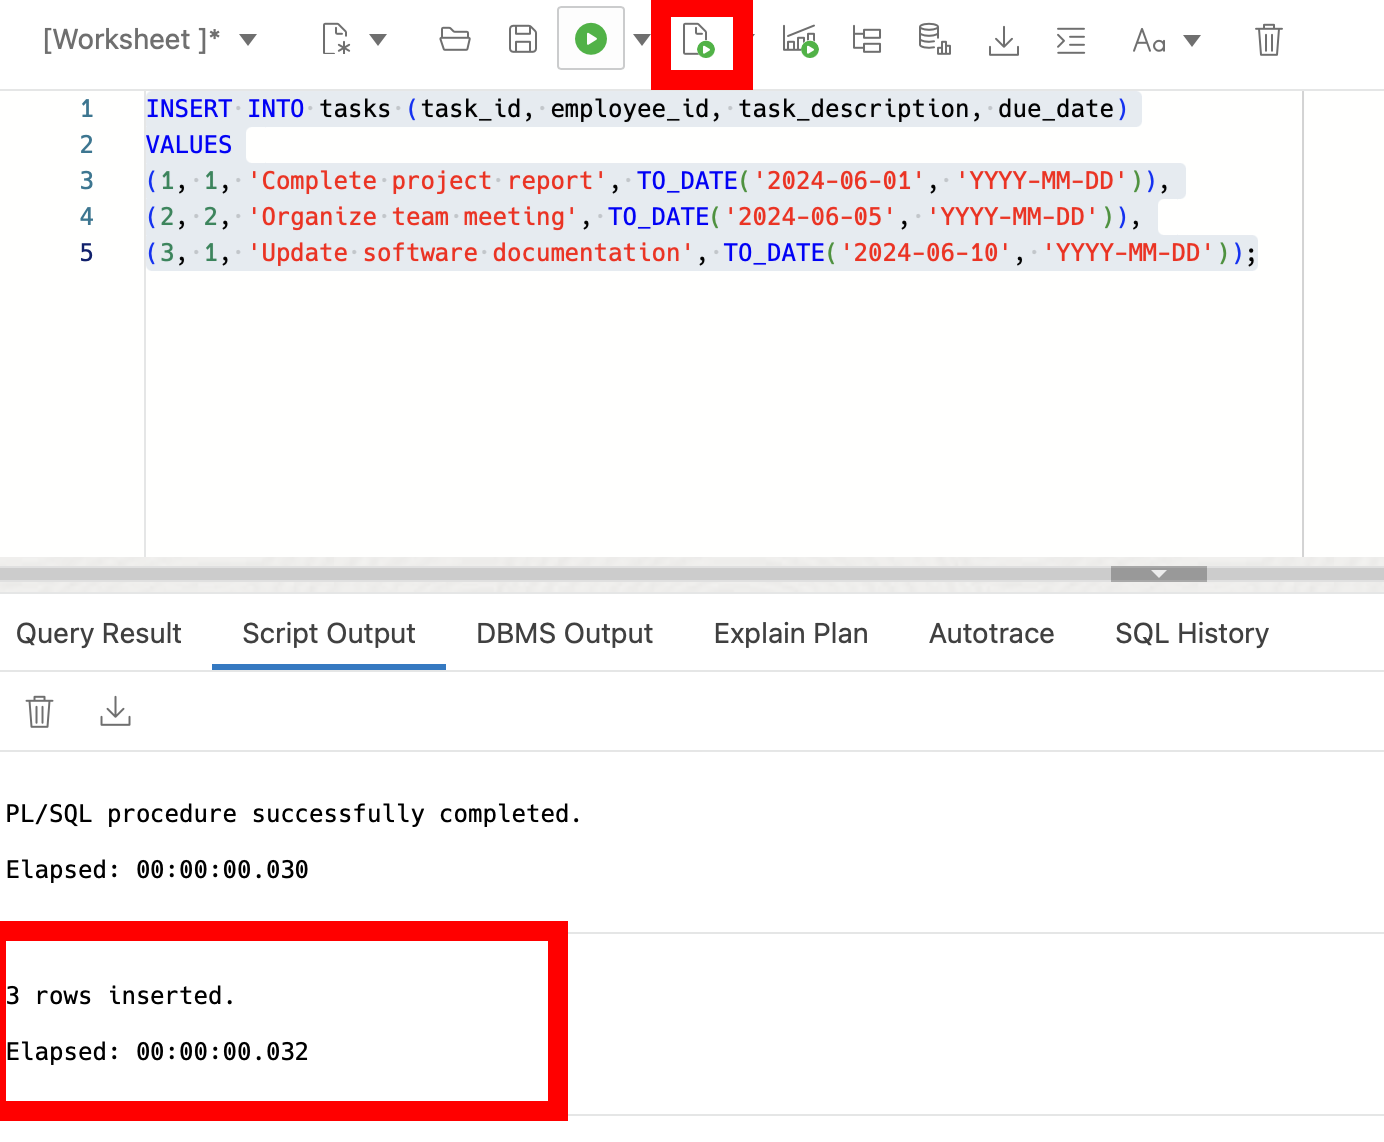 [Worksheet ]*
Aa
1 INSERT INTO tasks (task_id, employee_id, task_description, due_date)
2 VALUES
3 (1, 1, 'Complete project report', TO_DATE('2024-06-01', 'YYYY-MM-DD')),
4 (2, 2, 'Organize team meeting', TO_DATE('2024-06-05', 'YYYY-MM-DD')),
5 (3, 1, 'Update software documentation', TO_DATE('2024-06-10', 'YYYY-MM-DD'));
Query Result Script Output DBMS Output Explain Plan Autotrace SQL History
PL/SQL procedure successfully completed.
Elapsed: 00:00:00.030
3 rows inserted.
Elapsed: 00:00:00.032